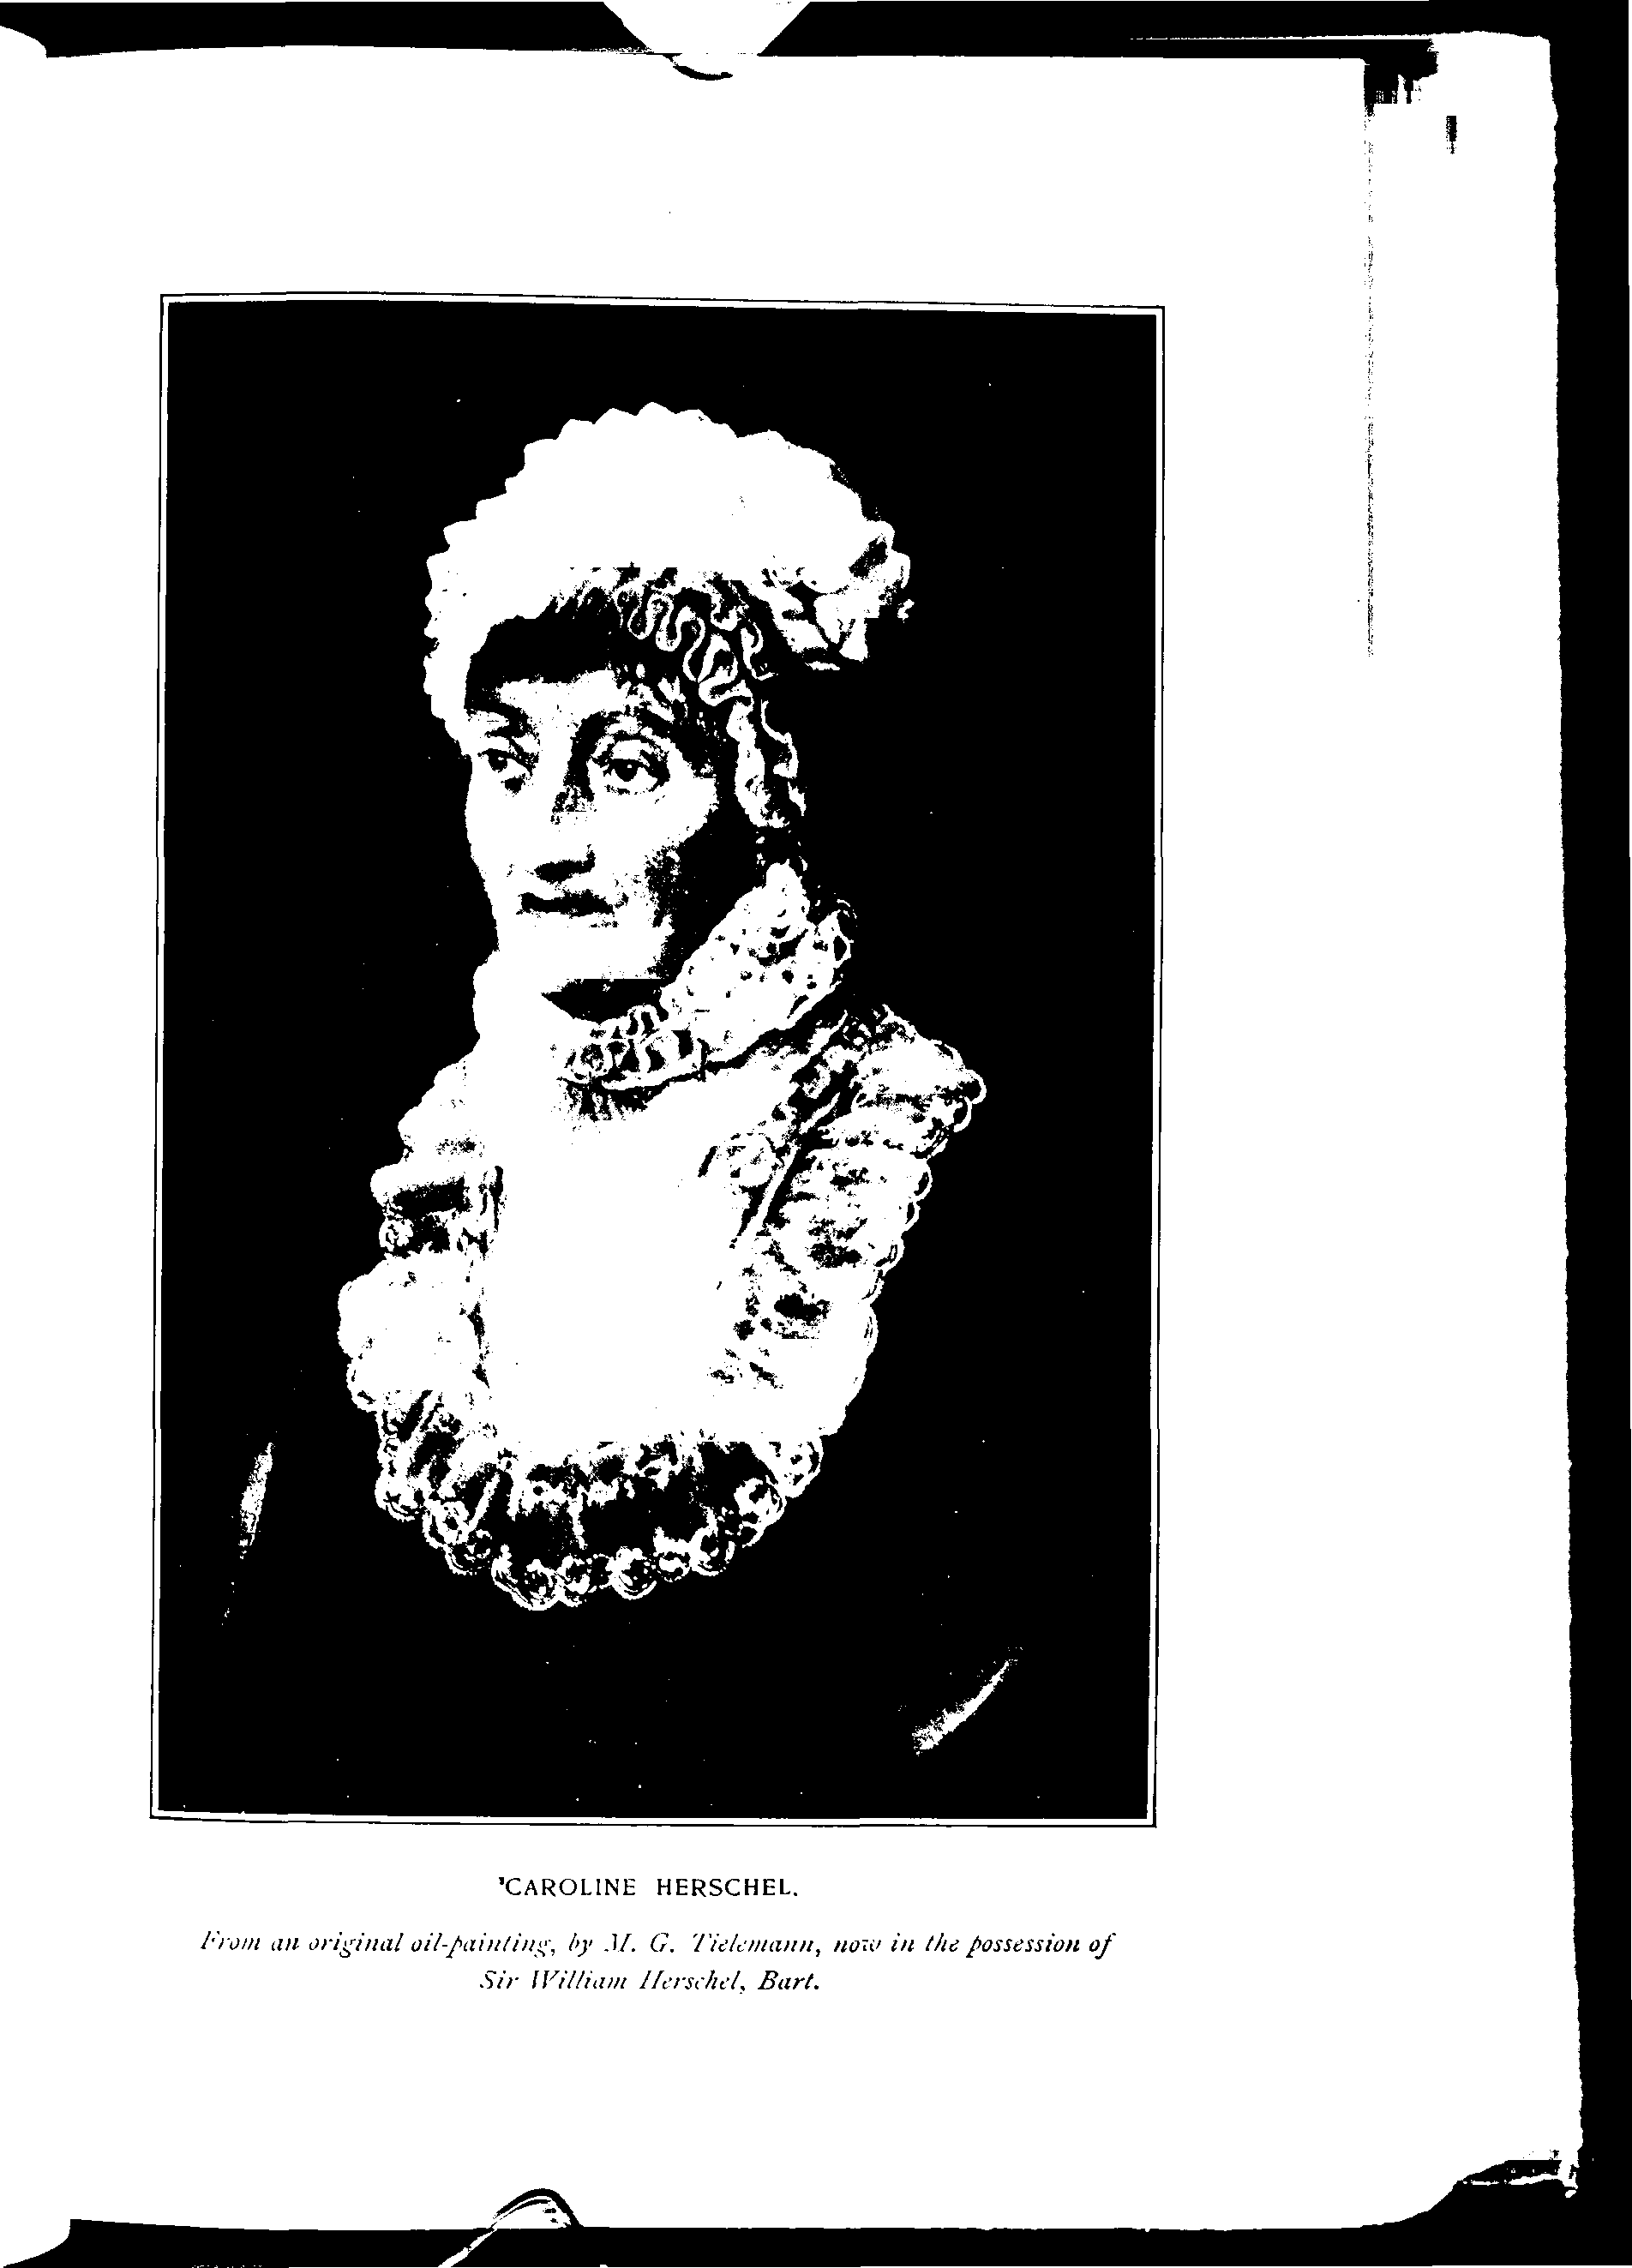 'CAROLINE HERSCHEL.
From an original oil-painting, by M. G. Tielemann, now in the possession of
Sir William Herschel, Bart.